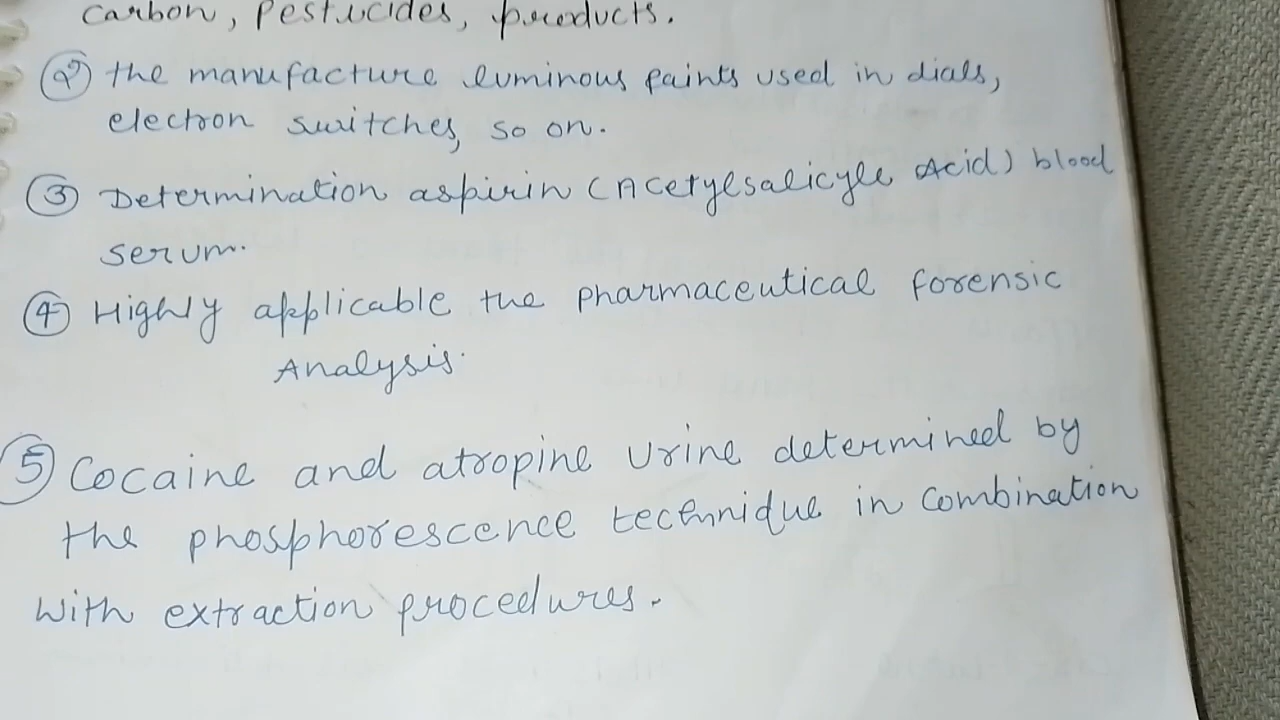 carbon, pesticides, products.
② the manufacture luminous paints used in dials,
electron switches, so on.
③ Determination aspirin (Acetylsalicyle Acid) blood
serum.
④ Highly applicable the pharmaceutical forensic
Analysis.
⑤ Cocaine and atropine urine determined by
the phosphorescence technique in combination
with extraction procedures.